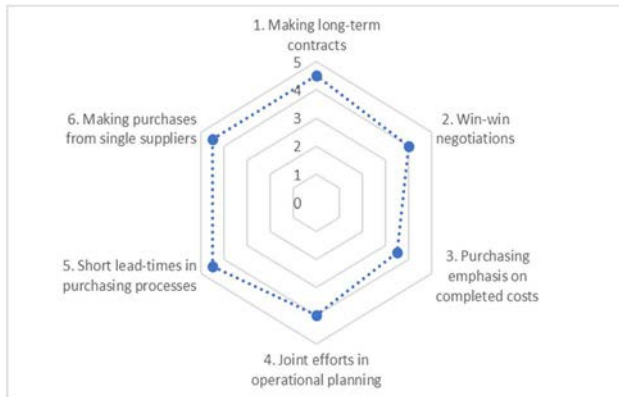 1. Making long-term
contracts
5
4
3
2
1
0
2. Win-win
negotiations
3. Purchasing
emphasis on
completed costs
4. Joint efforts in
operational planning
5. Short lead-times in
purchasing processes
6. Making purchases
from single suppliers